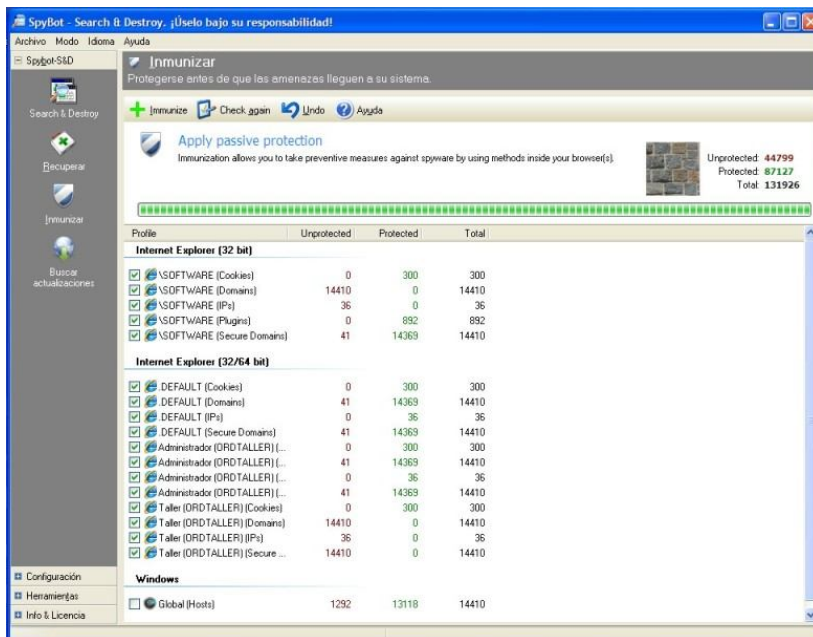 SpyBot - Search & Destroy, ¡Úselo bajo su responsabilidad!
Archivo Modo Idioma Ayuda
Spybot-S&D
Search & Destroy
Recuperar
Inmunizar
Buscar
actualizaciones
Configuración
Herramientas
Info & Licencia
Inmunizar
Protegerse antes de que las amenazas lleguen a su sistema.
Immunize Check again Undo Ayuda
Apply passive protection
Immunization allows you to take preventive measures against spyware by using methods inside your browser(s).
Unprotected: 44799
Protected: 87127
Total: 131926
Profile Unprotected Protected Total
Internet Explorer (32 bit)
\SOFTWARE (Cookies) 0 300 300
\SOFTWARE (Domains) 14410 0 14410
\SOFTWARE (IPs) 36 0 36
\SOFTWARE (Plugins) 0 892 892
\SOFTWARE (Secure Domains) 41 14369 14410
Internet Explorer (32/64 bit)
.DEFAULT (Cookies) 0 300 300
.DEFAULT (Domains) 41 14369 14410
.DEFAULT (IPs) 0 36 36
.DEFAULT (Secure Domains) 41 14369 14410
Administrador (ORDTALLER) (... 0 300 300
Administrador (ORDTALLER) (... 41 14369 14410
Administrador (ORDTALLER) (... 0 36 36
Administrador (ORDTALLER) (... 41 14369 14410
Taller (ORDTALLER) (Cookies) 0 300 300
Taller (ORDTALLER) (Domains) 14410 0 14410
Taller (ORDTALLER) (IPs) 36 0 36
Taller (ORDTALLER) (Secure ... 14410 0 14410
Windows
Global (Hosts) 1292 13118 14410